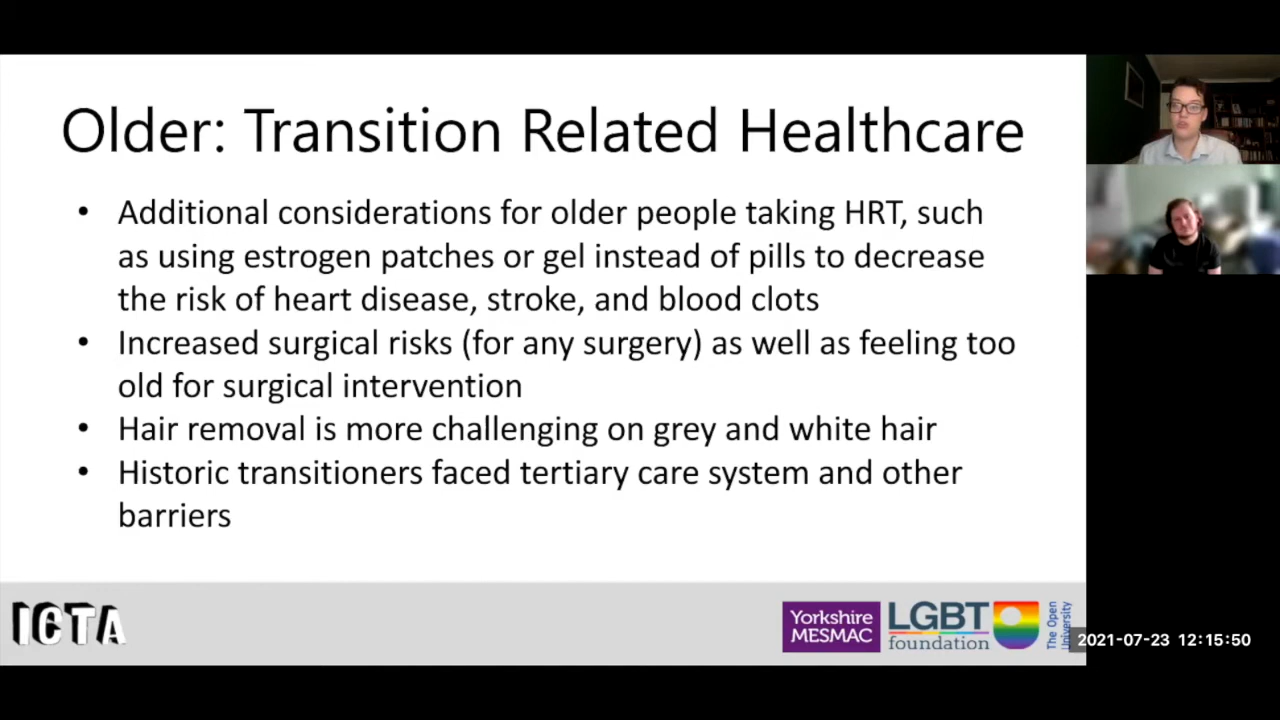 Older: Transition Related Healthcare
• Additional considerations for older people taking HRT, such
as using estrogen patches or gel instead of pills to decrease
the risk of heart disease, stroke, and blood clots
• Increased surgical risks (for any surgery) as well as feeling too
old for surgical intervention
• Hair removal is more challenging on grey and white hair
• Historic transitioners faced tertiary care system and other
barriers
ICTA
Yorkshire
MESMAC
LGBT
foundation
The Open
University
2021-07-23 12:15:50